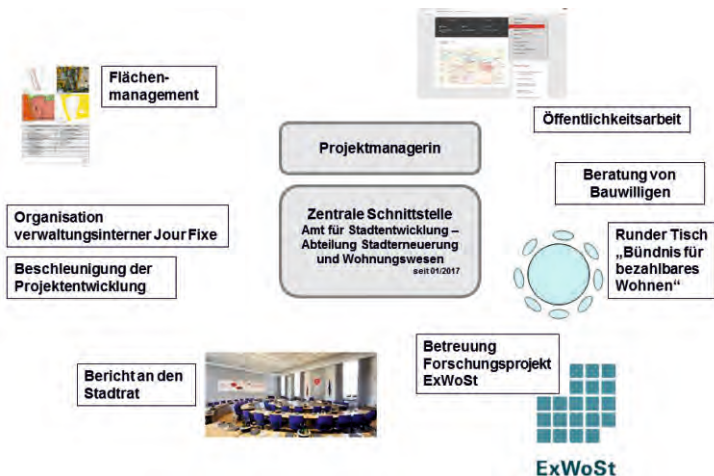 Flächen-
management
Öffentlichkeitsarbeit
Projektmanagerin
Beratung von
Bauwilligen
Zentrale Schnittstelle
Amt für Stadtentwicklung –
Abteilung Stadterneuerung
und Wohnungswesen
seit 01/2017
Organisation
verwaltungsinterner Jour Fixe
Runder Tisch
„Bündnis für
bezahlbares
Wohnen“
Beschleunigung der
Projektentwicklung
Betreuung
Forschungsprojekt
ExWoSt
Bericht an den
Stadtrat
ExWoSt